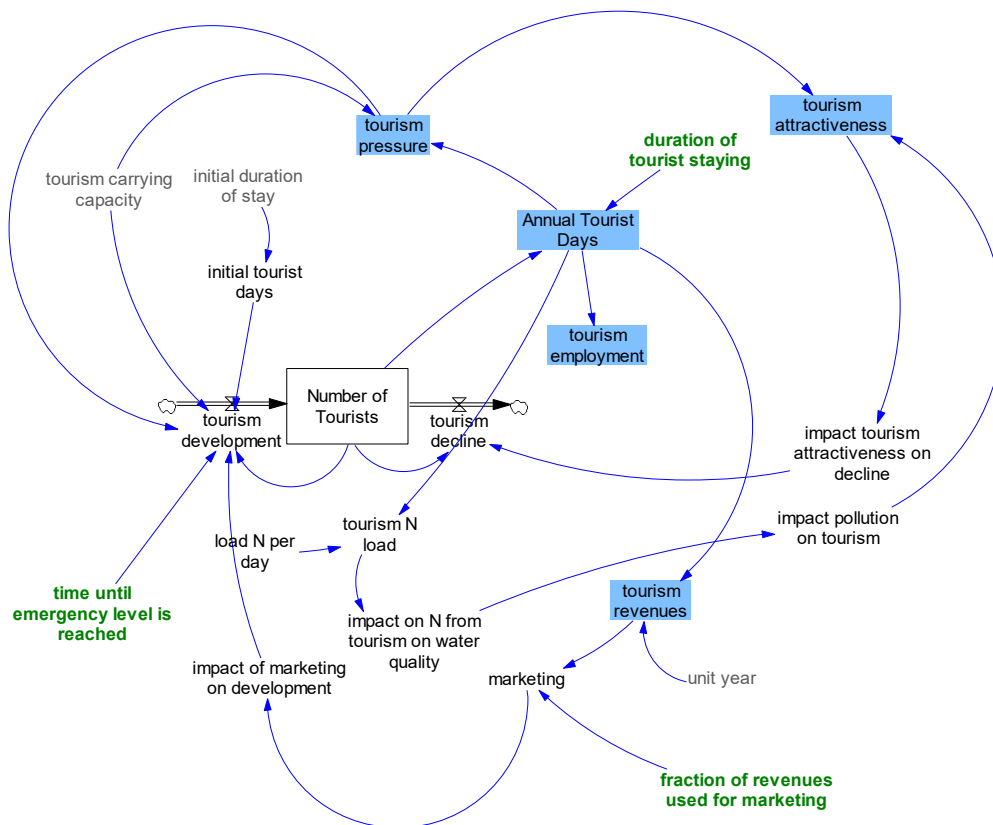 tourism
attractiveness
tourism
pressure
duration of
tourist staying
tourism carrying
capacity
initial duration
of stay
Annual Tourist
Days
initial tourist
days
tourism
employment
Number of
Tourists
tourism
development
tourism
decline
impact tourism
attractiveness on
decline
tourism N
load
impact pollution
on tourism
load N per
day
time until
emergency level is
reached
tourism
revenues
impact on N from
tourism on water
quality
impact of marketing
on development
marketing
unit year
fraction of revenues
used for marketing